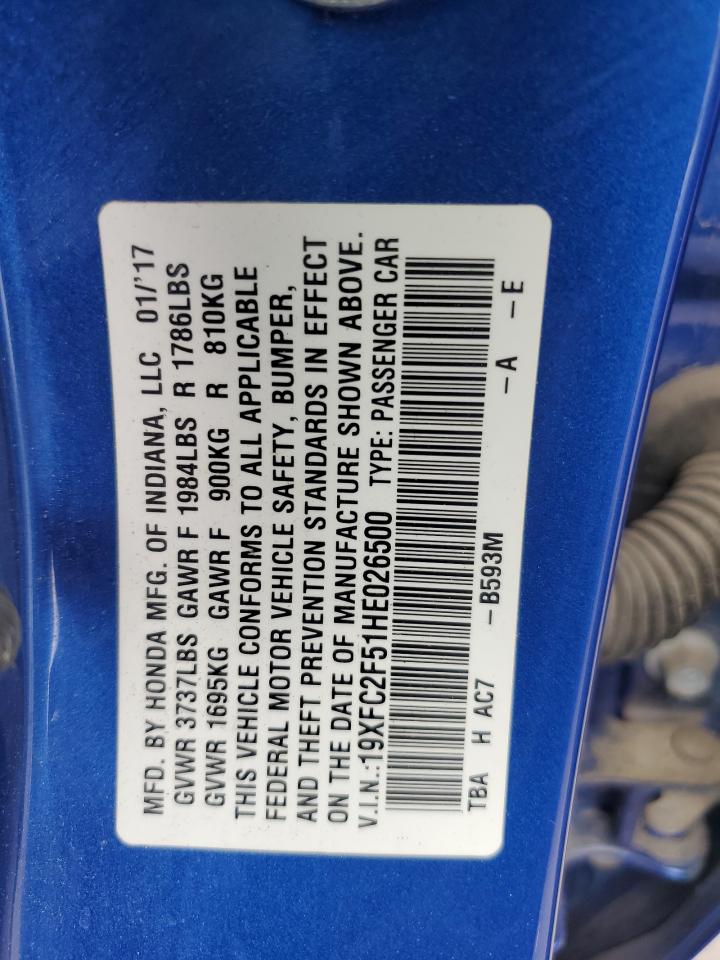 MFD. BY HONDA MFG. OF INDIANA, LLC 01/'17
GVWR 3737LBS GAWR F 1984LBS R 1786LBS
GVWR 1695KG GAWR F 900KG R 810KG
THIS VEHICLE CONFORMS TO ALL APPLICABLE
FEDERAL MOTOR VEHICLE SAFETY, BUMPER,
AND THEFT PREVENTION STANDARDS IN EFFECT
ON THE DATE OF MANUFACTURE SHOWN ABOVE.
V.I.N.:19XFC2F51HE026500 TYPE: PASSENGER CAR
TBA H AC7 -B593M -A -E